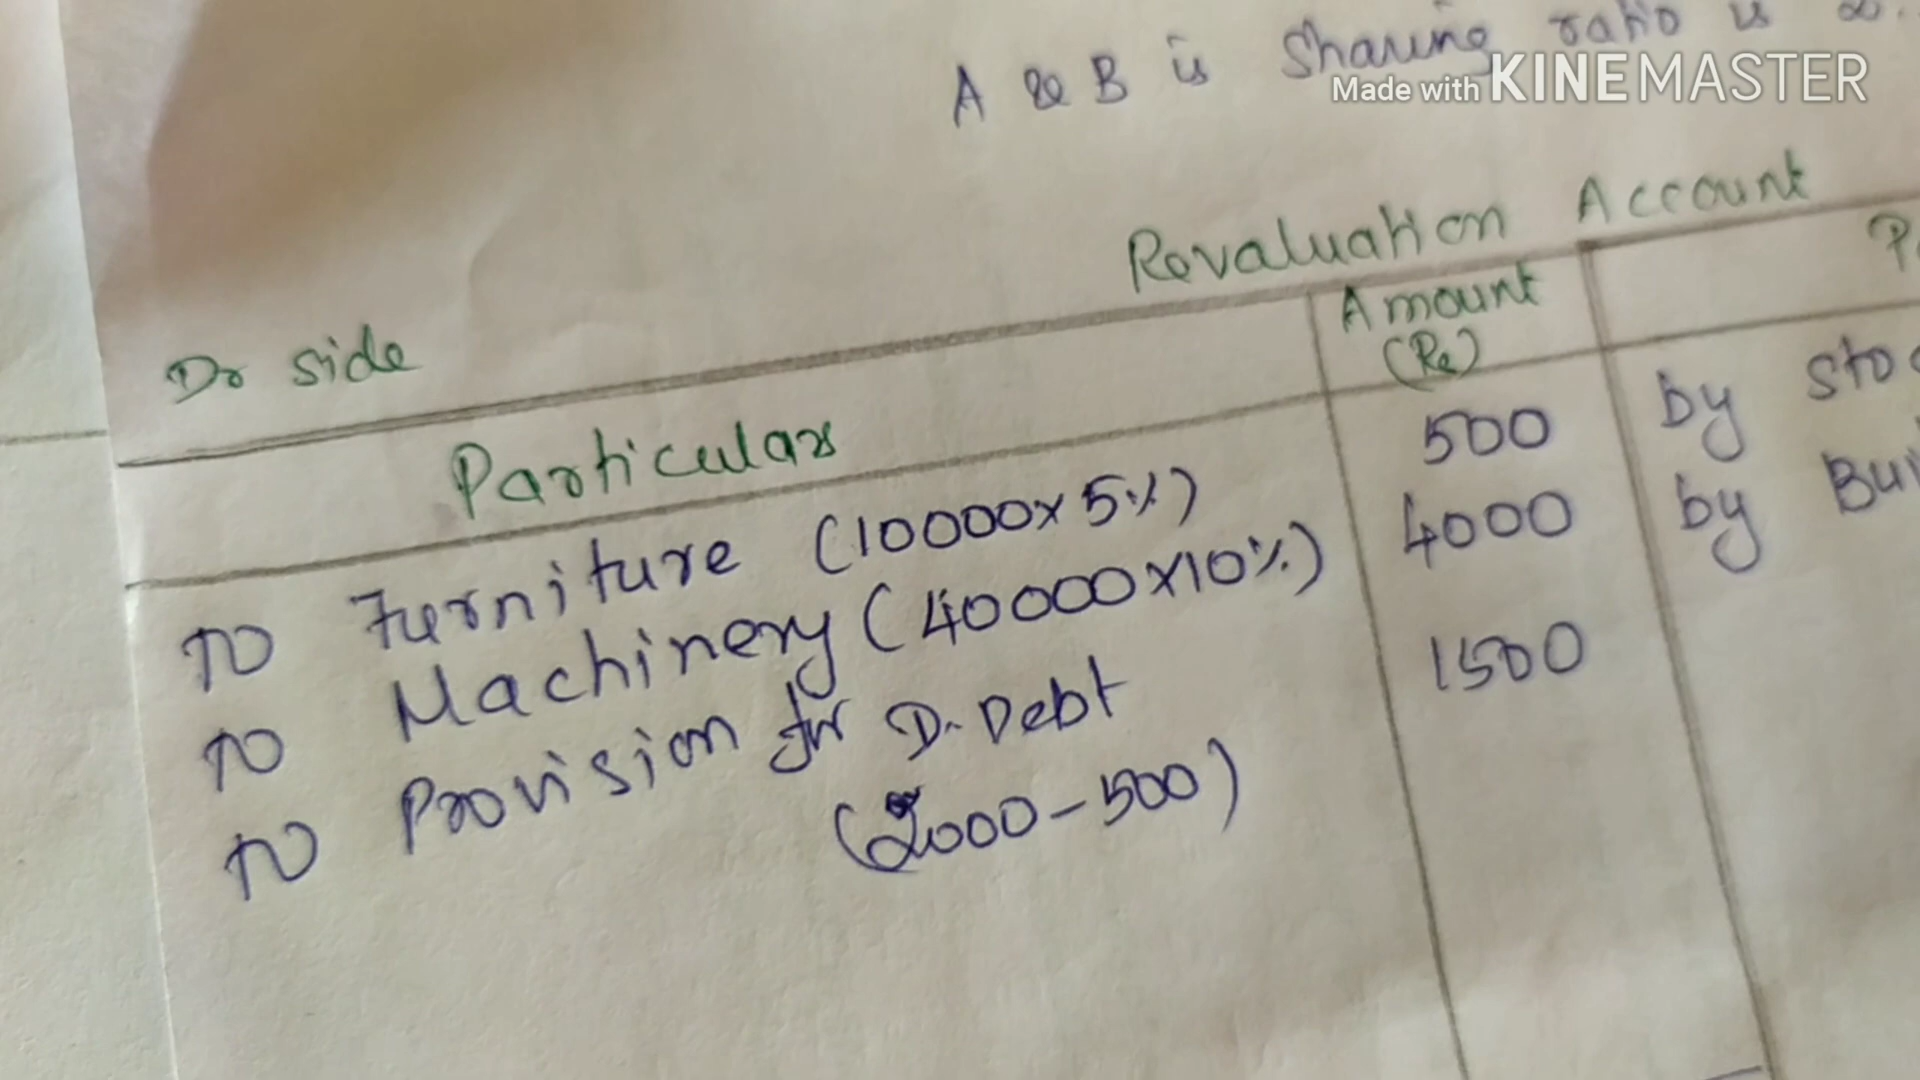 A & B is Sharing ratio is 2:
Made with KINEMASTER
Revaluation Account
Dr side
Particulars Amount (Rs)
To Furniture (10000x5%) 500 by
To Machinery (40000x10%) 4000 by
To Provision for D. Debt 1500
(2000-500)